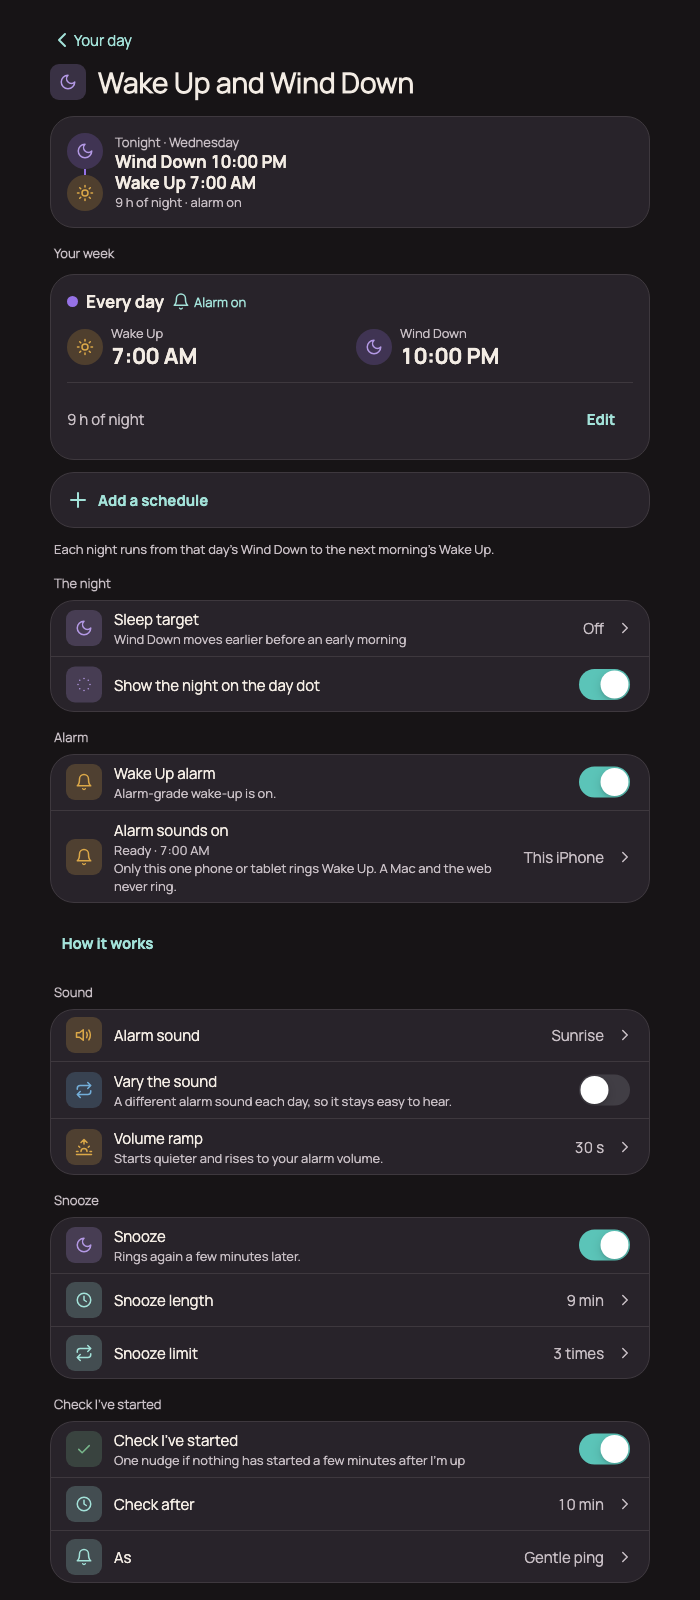 Your day
Wake Up and Wind Down
Tonight · Wednesday
Wind Down 10:00 PM
Wake Up 7:00 AM
9 h of night · alarm on
Your week
Every day Alarm on
Wake Up
7:00 AM
Wind Down
10:00 PM
9 h of night
Edit
Add a schedule
Each night runs from that day's Wind Down to the next morning's Wake Up.
The night
Sleep target
Wind Down moves earlier before an early morning
Off
Show the night on the day dot
Alarm
Wake Up alarm
Alarm-grade wake-up is on.
Alarm sounds on
Ready · 7:00 AM
Only this one phone or tablet rings Wake Up. A Mac and the web
never ring.
This iPhone
How it works
Sound
Alarm sound
Sunrise
Vary the sound
A different alarm sound each day, so it stays easy to hear.
Volume ramp
Starts quieter and rises to your alarm volume.
30 s
Snooze
Snooze
Rings again a few minutes later.
Snooze length
9 min
Snooze limit
3 times
Check I've started
Check I've started
One nudge if nothing has started a few minutes after I'm up
Check after
10 min
As
Gentle ping